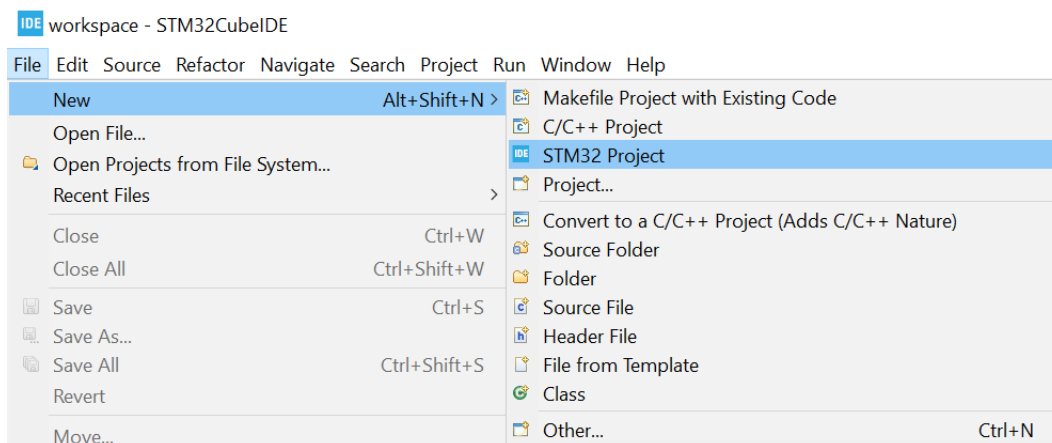 IDE workspace - STM32CubeIDE
File Edit Source Refactor Navigate Search Project Run Window Help
New Alt+Shift+N >
Open File...
Open Projects from File System...
Recent Files >
Close Ctrl+W
Close All Ctrl+Shift+W
Save Ctrl+S
Save As...
Save All Ctrl+Shift+S
Revert
Move...
Makefile Project with Existing Code
C/C++ Project
IDE STM32 Project
Project...
Convert to a C/C++ Project (Adds C/C++ Nature)
Source Folder
Folder
Source File
Header File
File from Template
Class
Other... Ctrl+N